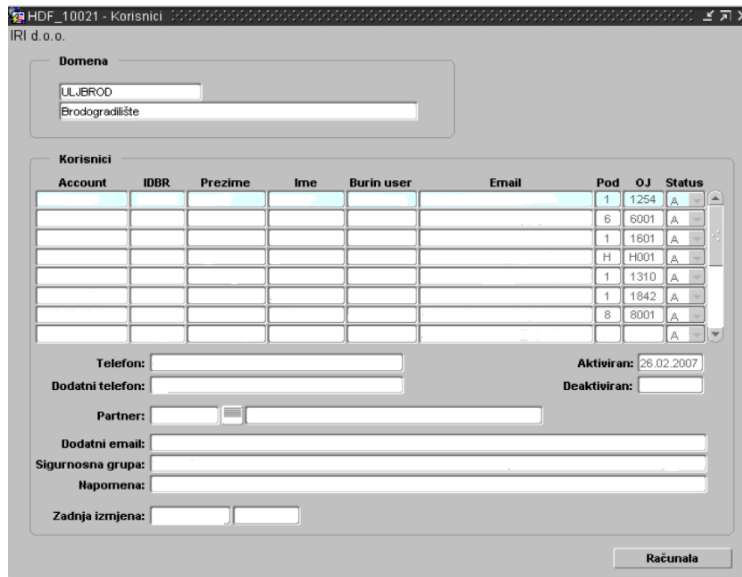 HDF_10021 - Korisnici
IRI d.o.o.
Domena
ULJBROD
Brodogradilište
Korisnici
Account IDBR Prezime Ime Burin user Email Pod OJ Status
1 1254 A
6 6001 A
1 1601 A
H H001 A
1 1310 A
1 1842 A
8 8001 A
A
Telefon: Aktiviran: 26.02.2007
Dodatni telefon: Deaktiviran:
Partner:
Dodatni email:
Sigurnosna grupa:
Napomena:
Zadnja izmjena:
Računala